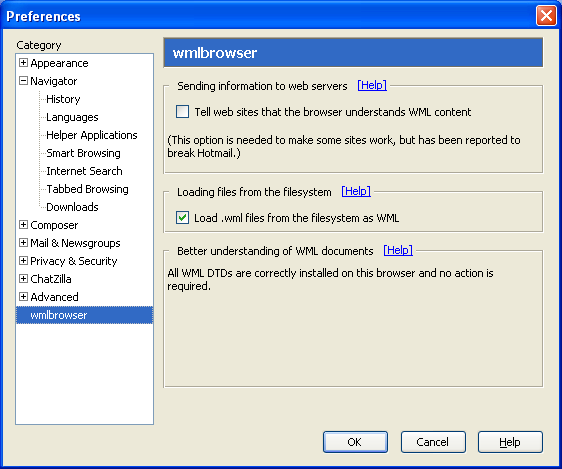 Preferences
Category
Appearance
Navigator
History
Languages
Helper Applications
Smart Browsing
Internet Search
Tabbed Browsing
Downloads
Composer
Mail & Newsgroups
Privacy & Security
ChatZilla
Advanced
wmlbrowser
wmlbrowser
Sending information to web servers [Help]
Tell web sites that the browser understands WML content
(This option is needed to make some sites work, but has been reported to
break Hotmail.)
Loading files from the filesystem [Help]
Load .wml files from the filesystem as WML
Better understanding of WML documents [Help]
All WML DTDs are correctly installed on this browser and no action is
required.
OK Cancel Help